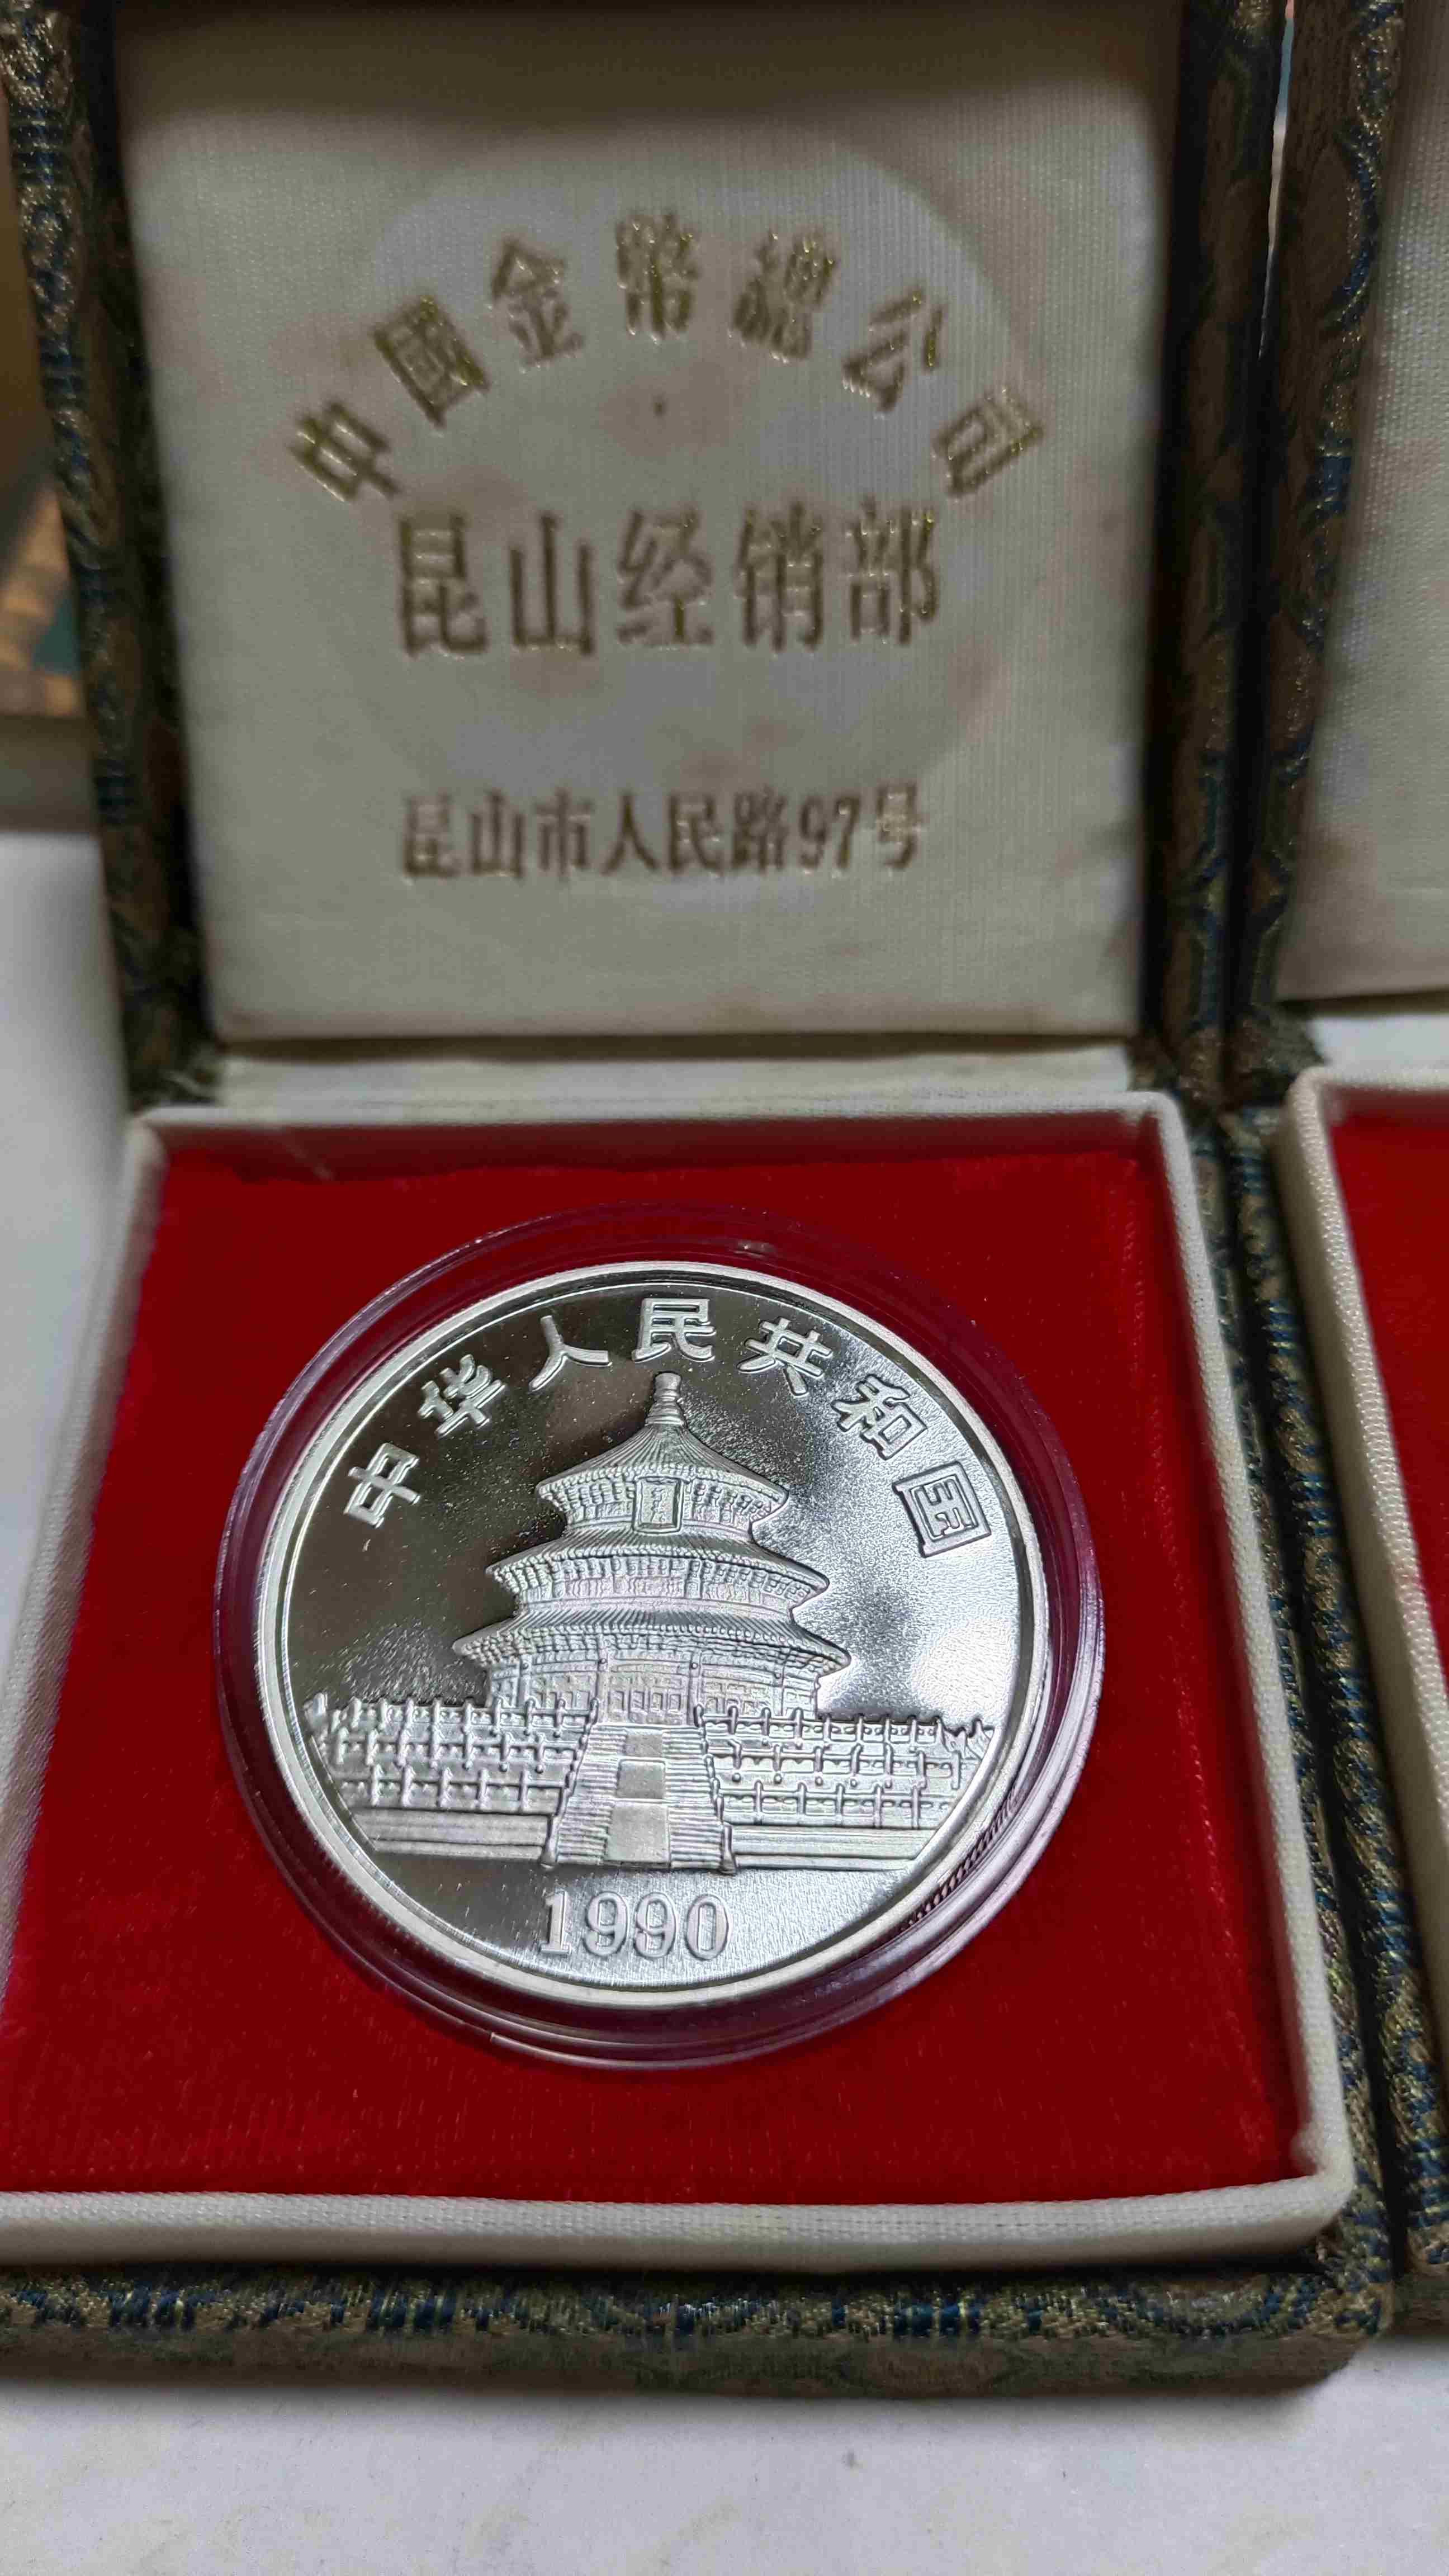 中國金幣總公司
昆山经销部
昆山市人民路97号
中华人民共和国
1990